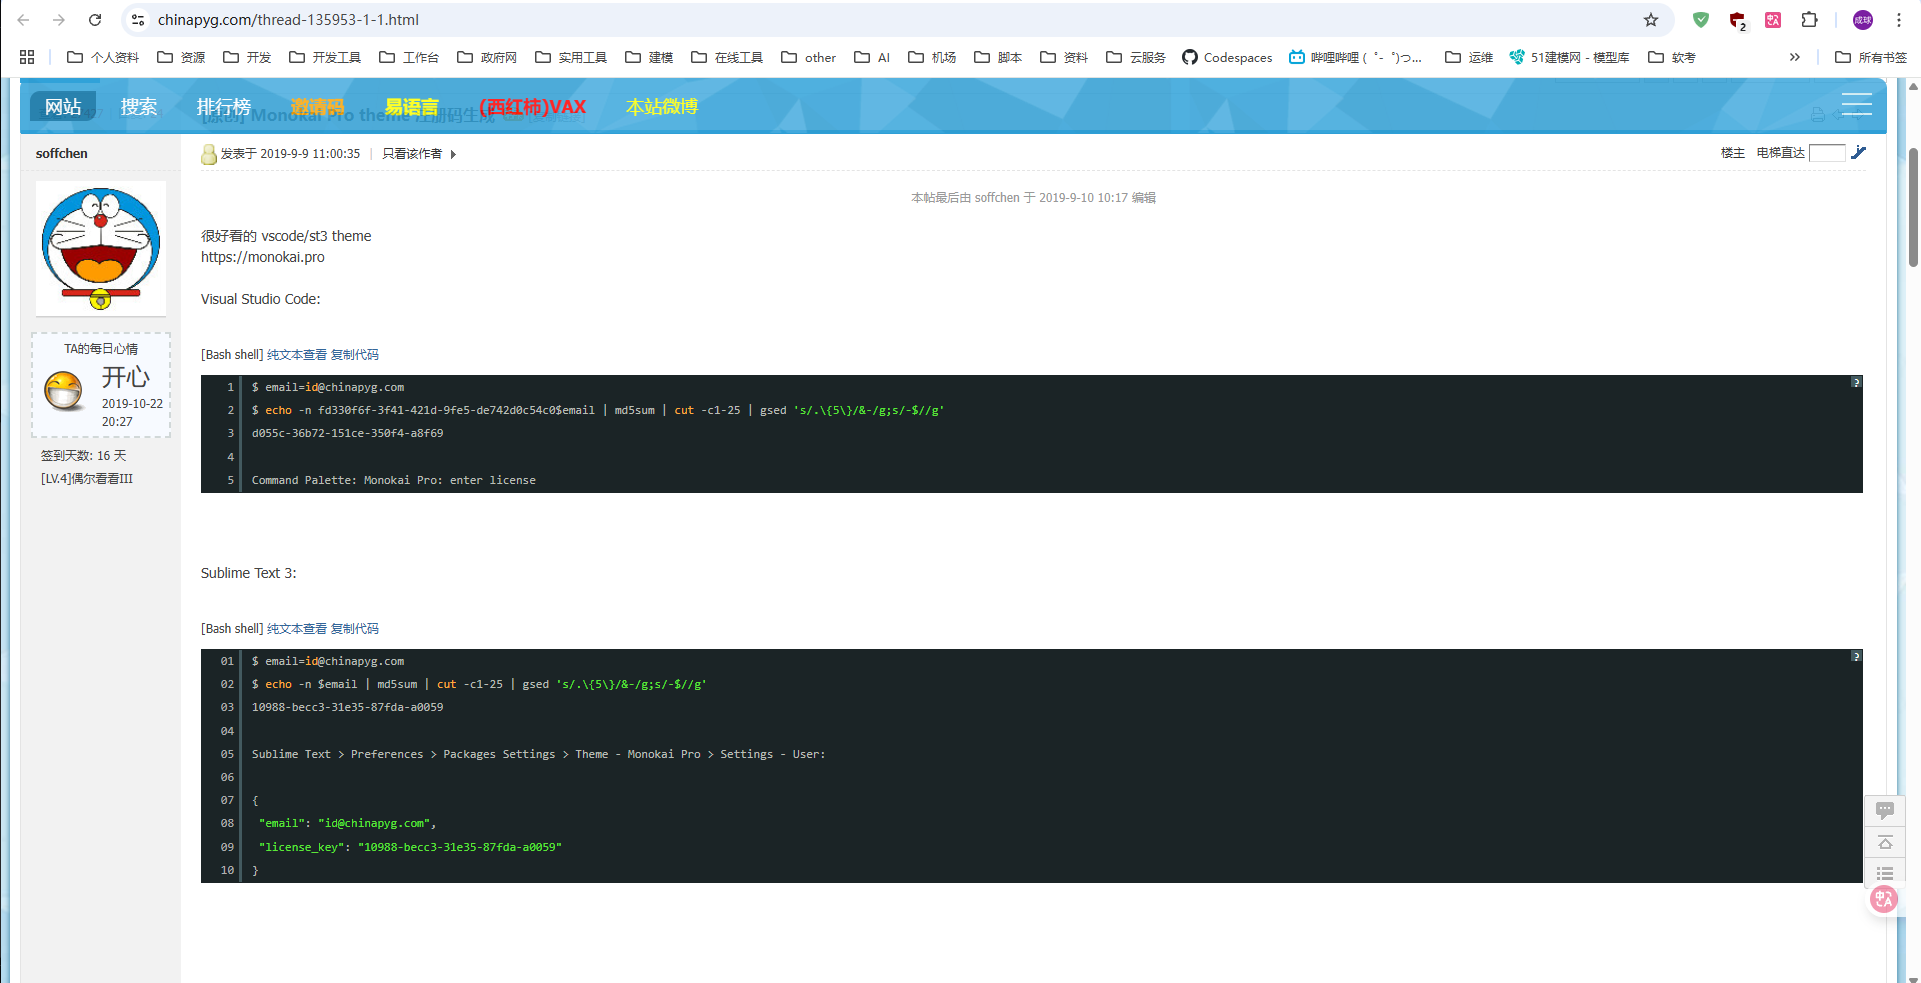 chinapyg.com/thread-135953-1-1.html
2
成球
个人资料 资源 开发 开发工具 工作台 政府网 实用工具 建模 在线工具 other AI 机场 脚本 资料 云服务 Codespaces 哔哩哔哩 ( ゜- ゜)つ... 运维 51建模网 - 模型库 软考 » 所有书签
网站 搜索 排行榜 邀请码 易语言 (西红柿)VAX 本站微博
[原创] Monokai Pro theme 注册码生成
soffchen
发表于 2019-9-9 11:00:35 | 只看该作者
楼主 电梯直达
本帖最后由 soffchen 于 2019-9-10 10:17 编辑
很好看的 vscode/st3 theme
https://monokai.pro
Visual Studio Code:
TA的每日心情
开心
2019-10-22
20:27
签到天数: 16 天
[LV.4]偶尔看看III
[Bash shell] 纯文本查看 复制代码
?
1 $ email=id@chinapyg.com
2 $ echo -n fd330f6f-3f41-421d-9fe5-de742d0c54c0$email | md5sum | cut -c1-25 | gsed 's/.\{5\}/&-/g;s/-$//g'
3 d055c-36b72-151ce-350f4-a8f69
4
5 Command Palette: Monokai Pro: enter license
Sublime Text 3:
[Bash shell] 纯文本查看 复制代码
?
01 $ email=id@chinapyg.com
02 $ echo -n $email | md5sum | cut -c1-25 | gsed 's/.\{5\}/&-/g;s/-$//g'
03 10988-becc3-31e35-87fda-a0059
04
05 Sublime Text > Preferences > Packages Settings > Theme - Monokai Pro > Settings - User:
06
07 {
08 "email": "id@chinapyg.com",
09 "license_key": "10988-becc3-31e35-87fda-a0059"
10 }